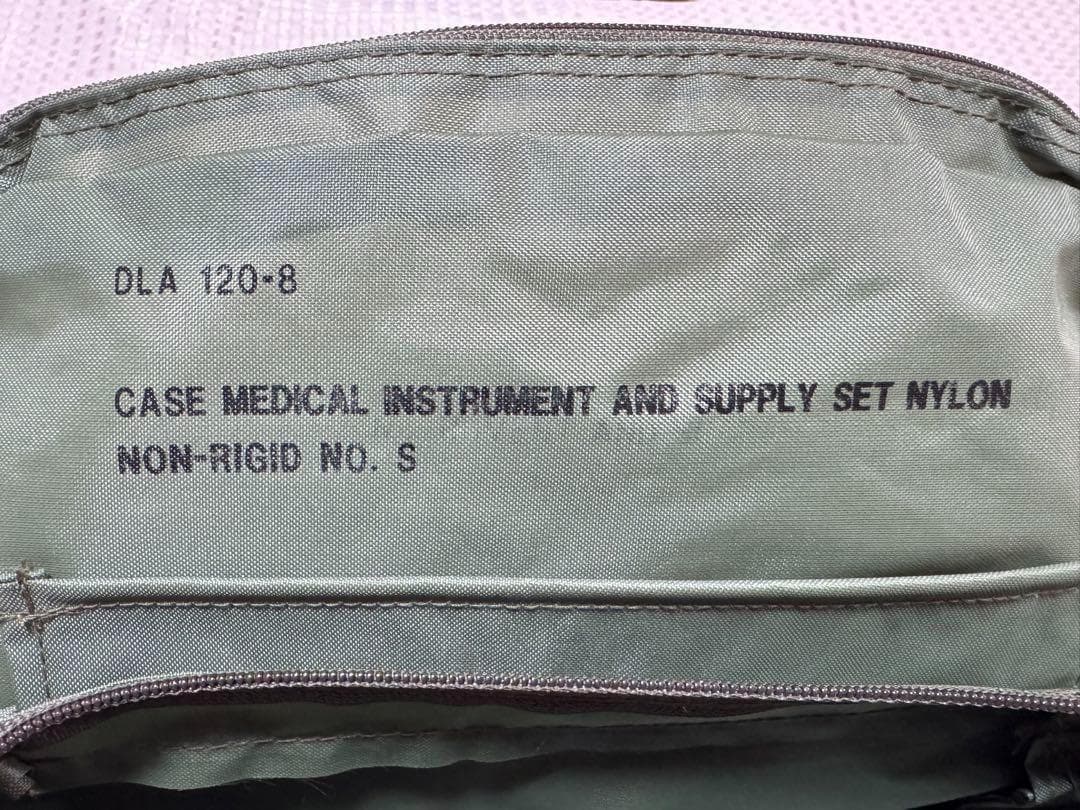 DLA 120-8
CASE MEDICAL INSTRUMENT AND SUPPLY SET NYLON
NON-RIGID NO. S